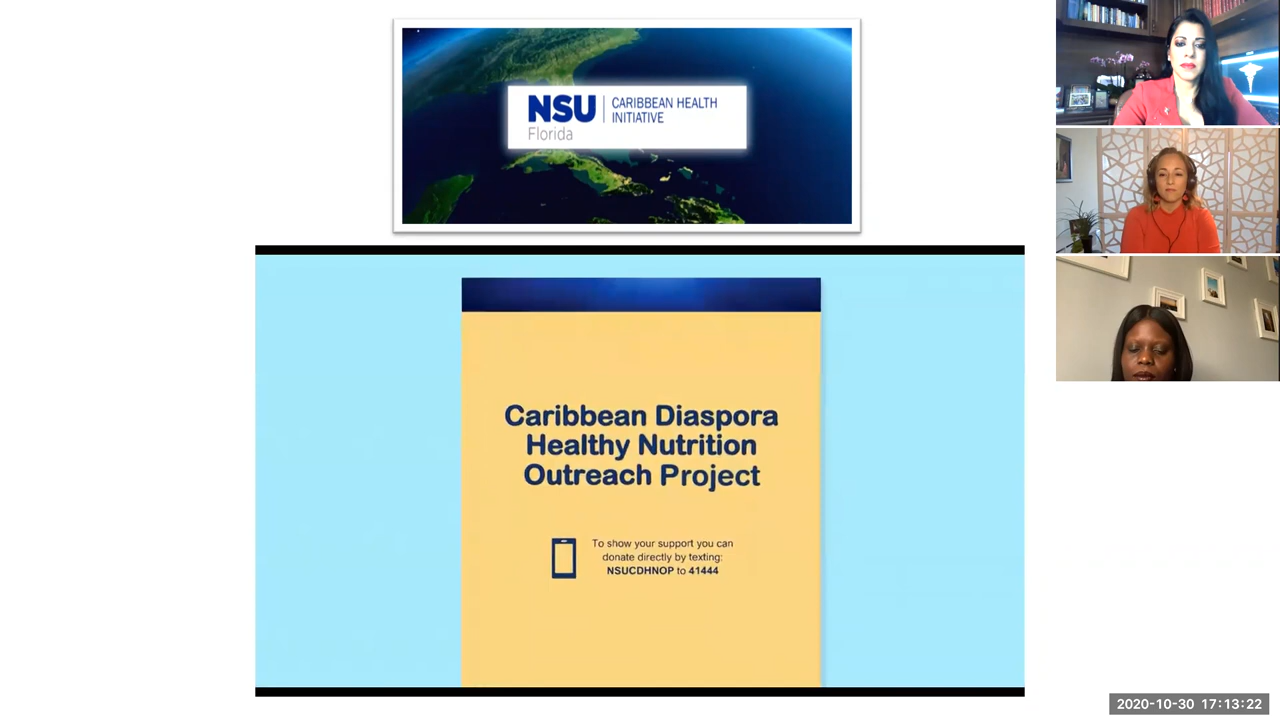 NSU
Florida
CARIBBEAN HEALTH
INITIATIVE
Caribbean Diaspora
Healthy Nutrition
Outreach Project
To show your support you can
donate directly by texting:
NSUCDHNOP to 41444
2020-10-30 17:13:22